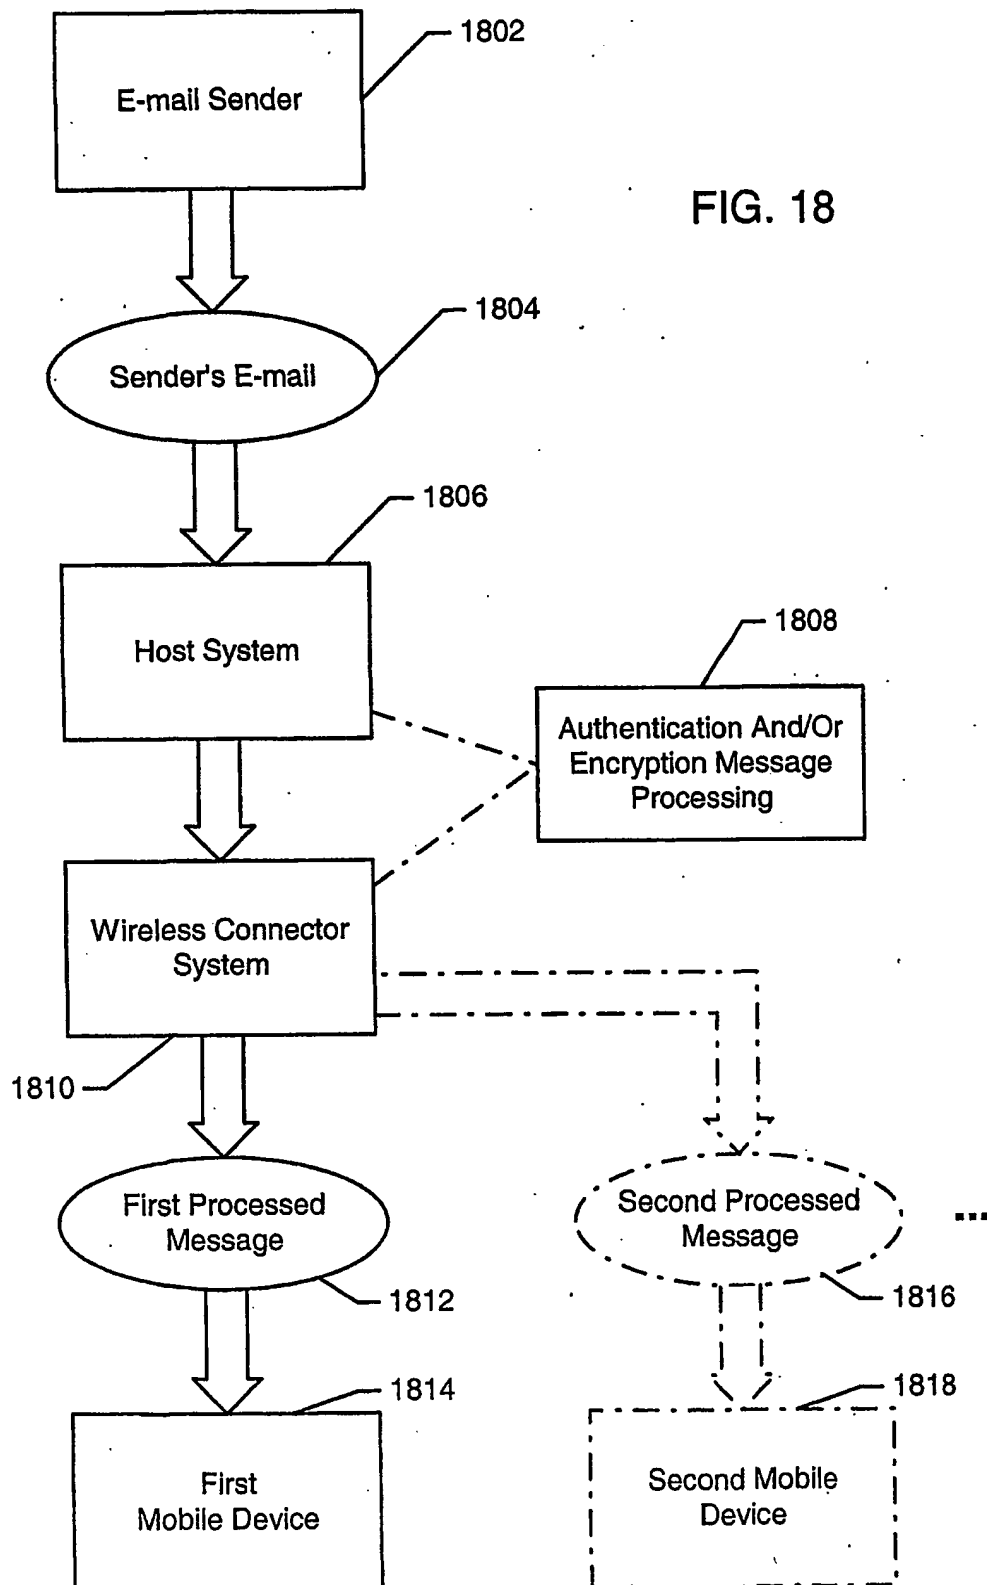 1802
E-mail Sender
FIG. 18
1804
Sender's E-mail
1806
Host System
1808
Authentication And/Or
Encryption Message
Processing
Wireless Connector
System
1810
First Processed
Message
Second Processed
Message
...
1812
1816
1814
1818
First
Mobile Device
Second Mobile
Device